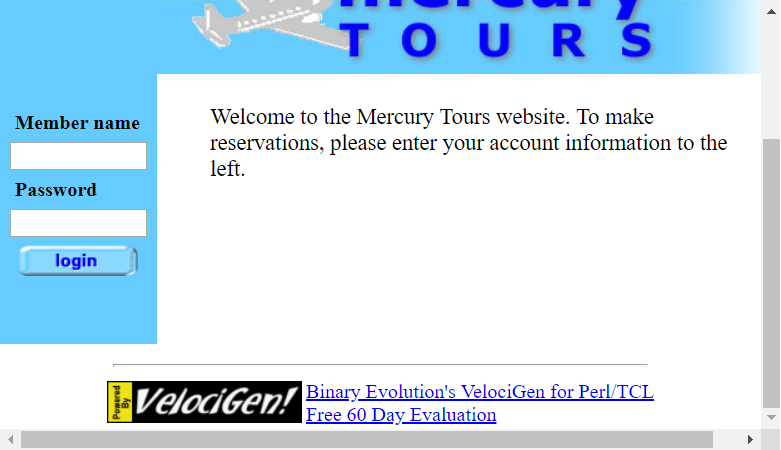 mercury
TOURS
Member name
Password
login
Welcome to the Mercury Tours website. To make
reservations, please enter your account information to the
left.
Powered
By
VelociGen!
Binary Evolution's VelociGen for Perl/TCL
Free 60 Day Evaluation